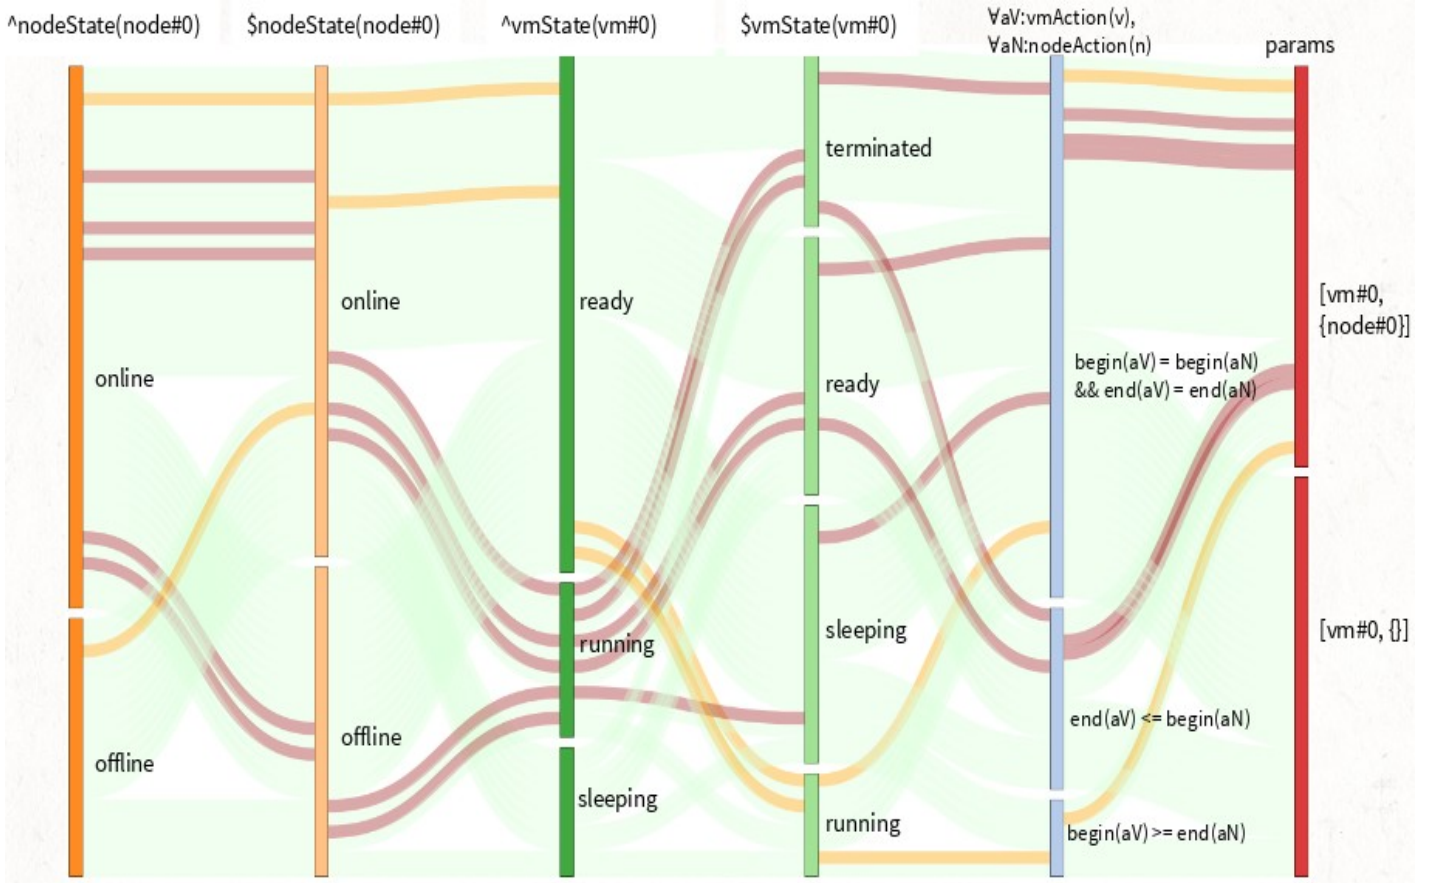 ^nodeState(node#0)
$nodeState(node#0)
^vmState(vm#0)
$vmState(vm#0)
∀aV:vmAction(v),
∀aN:nodeAction(n)
params
terminated
online
ready
[vm#0,
{node#0}]
online
ready
begin(aV) = begin(aN)
&& end(aV) = end(aN)
running
sleeping
[vm#0, {}]
offline
end(aV) <= begin(aN)
offline
sleeping
running
begin(aV) >= end(aN)